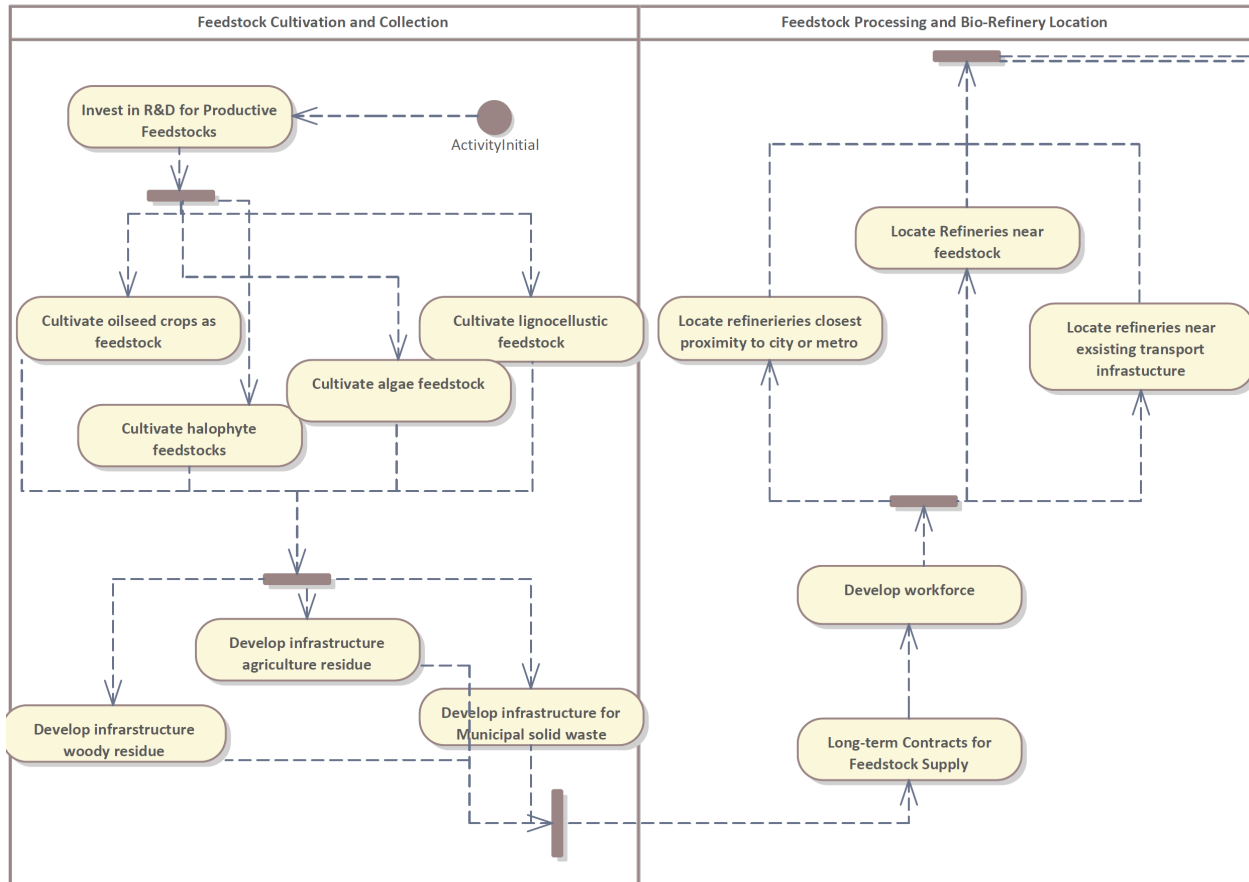 Feedstock Cultivation and Collection
Feedstock Processing and Bio-Refinery Location
Invest in R&D for Productive
Feedstocks
ActivityInitial
Cultivate oilseed crops as
feedstock
Cultivate lignocellustic
feedstock
Cultivate algae feedstock
Cultivate halophyte
feedstocks
Develop infrastructure
agriculture residue
Develop infrarstructure
woody residue
Develop infrastructure for
Municipal solid waste
Locate Refineries near
feedstock
Locate refinerieries closest
proximity to city or metro
Locate refineries near
exsisting transport
infrastucture
Develop workforce
Long-term Contracts for
Feedstock Supply